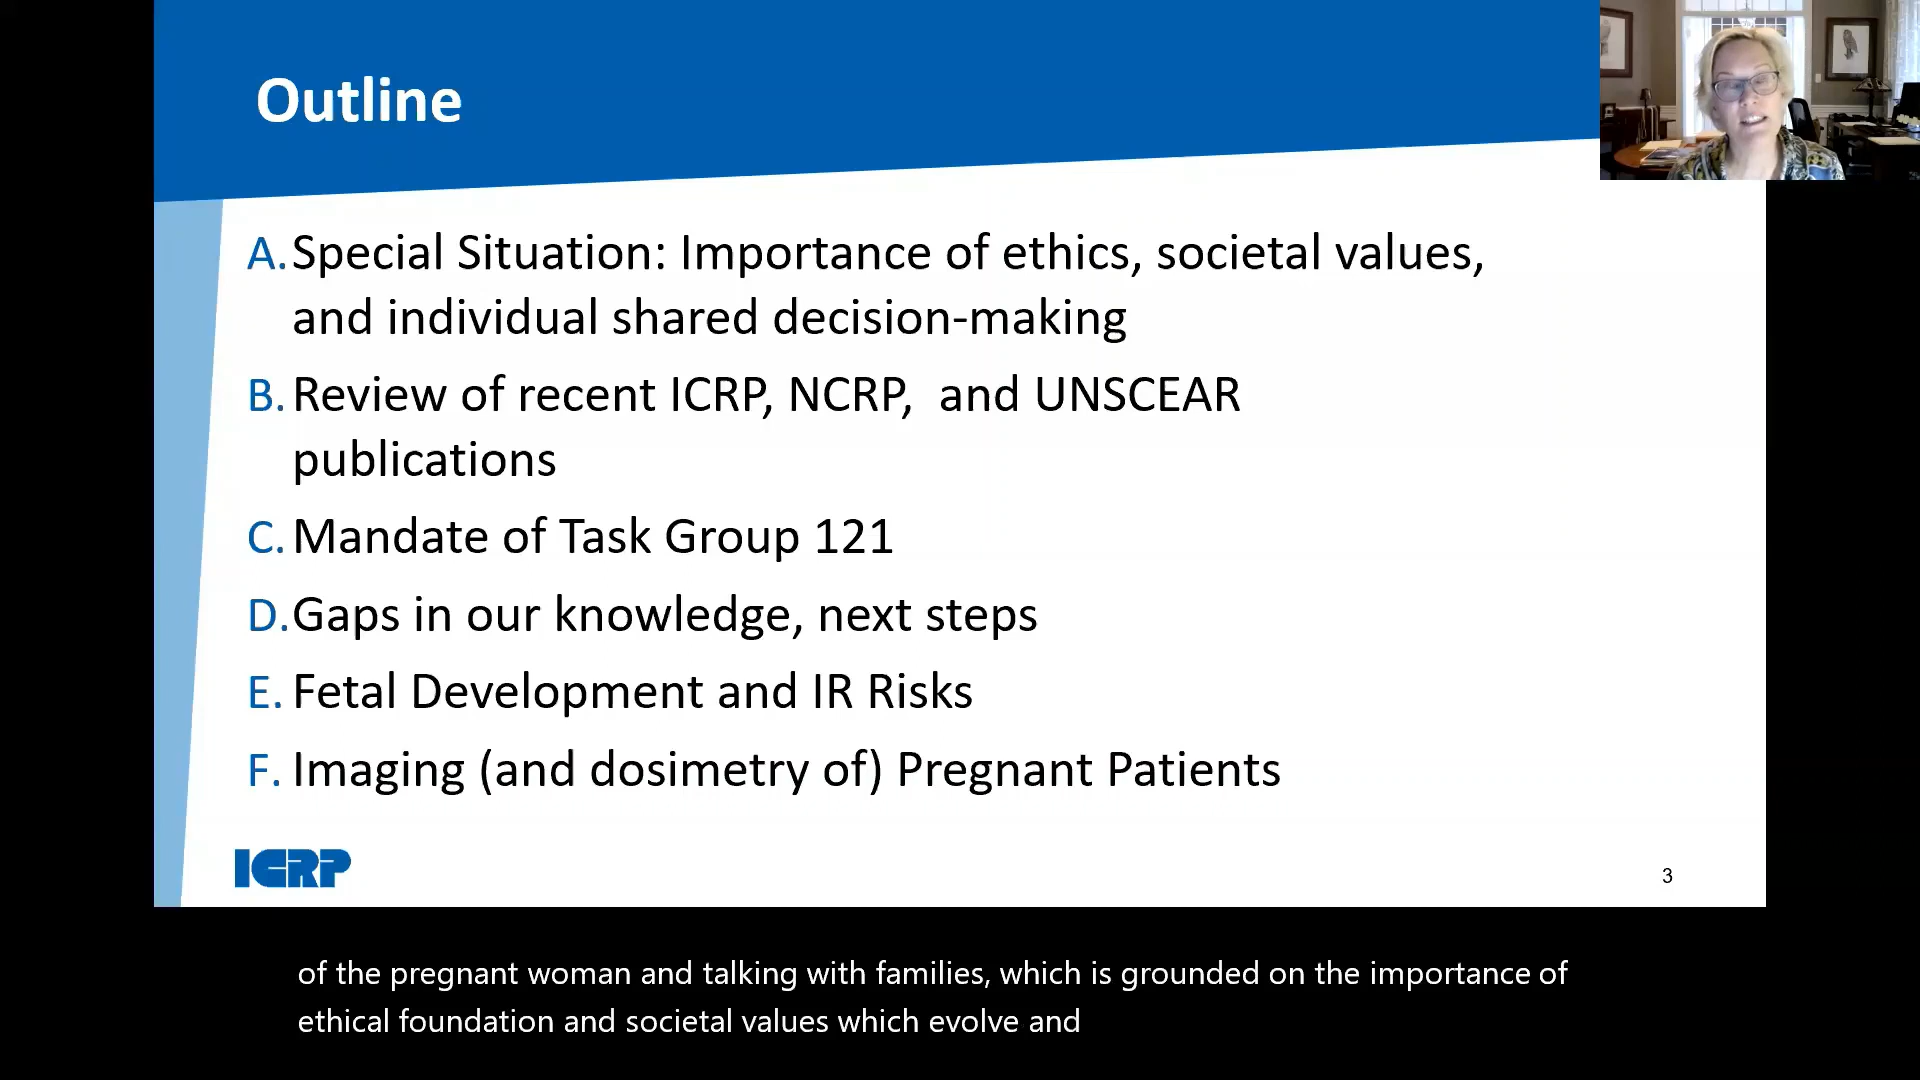 Outline
A. Special Situation: Importance of ethics, societal values,
and individual shared decision-making
B. Review of recent ICRP, NCRP, and UNSCEAR
publications
C. Mandate of Task Group 121
D. Gaps in our knowledge, next steps
E. Fetal Development and IR Risks
F. Imaging (and dosimetry of) Pregnant Patients
ICRP
3
of the pregnant woman and talking with families, which is grounded on the importance of
ethical foundation and societal values which evolve and